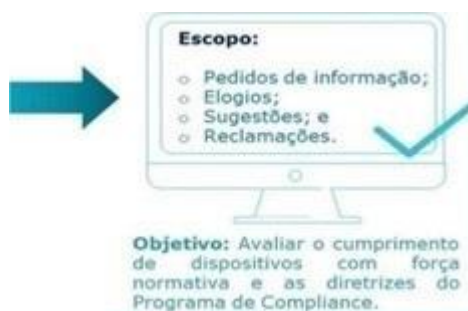 Escopo:
Pedidos de informação;
Elogios;
Sugestões; e
Reclamações.
Objetivo: Avaliar o cumprimento
de dispositivos com força
normativa e as diretrizes do
Programa de Compliance.